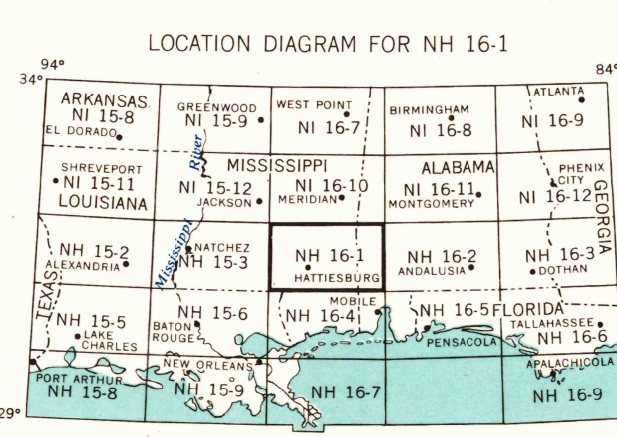 LOCATION DIAGRAM FOR NH 16-1
94°
84°
34°
ARKANSAS
NI 15-8
EL DORADO
GREENWOOD
NI 15-9
WEST POINT
NI 16-7
BIRMINGHAM
NI 16-8
ATLANTA
NI 16-9
River
MISSISSIPPI
ALABAMA
SHREVEPORT
NI 15-11
LOUISIANA
NI 15-12
JACKSON
NI 16-10
MERIDIAN
NI 16-11
MONTGOMERY
PHENIX
CITY
NI 16-12
GEORGIA
Mississippi
NH 15-2
ALEXANDRIA
NATCHEZ
NH 15-3
NH 16-1
HATTIESBURG
NH 16-2
ANDALUSIA
NH 16-3
DOTHAN
TEXAS
NH 15-5
LAKE
CHARLES
NH 15-6
BATON
ROUGE
MOBILE
NH 16-4
NH 16-5
FLORIDA
PENSACOLA
TALLAHASSEE
NH 16-6
PORT ARTHUR
NH 15-8
NEW ORLEANS
NH 15-9
NH 16-7
APALACHICOLA
NH 16-9
29°